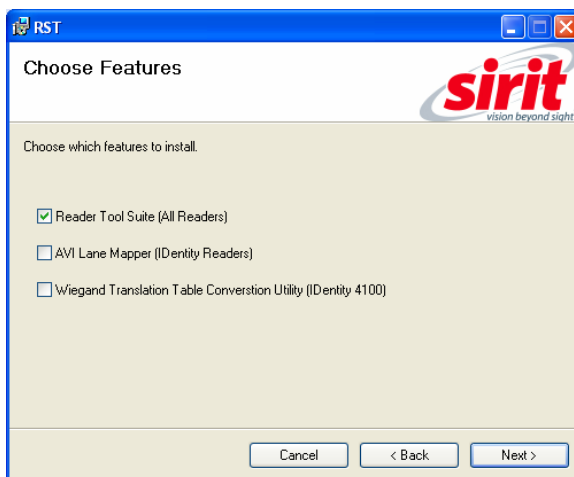 RST
Choose Features
sirit
vision beyond sight
Choose which features to install.
Reader Tool Suite (All Readers)
AVI Lane Mapper (IDentity Readers)
Wiegand Translation Table Converstion Utility (IDentity 4100)
Cancel
< Back
Next >